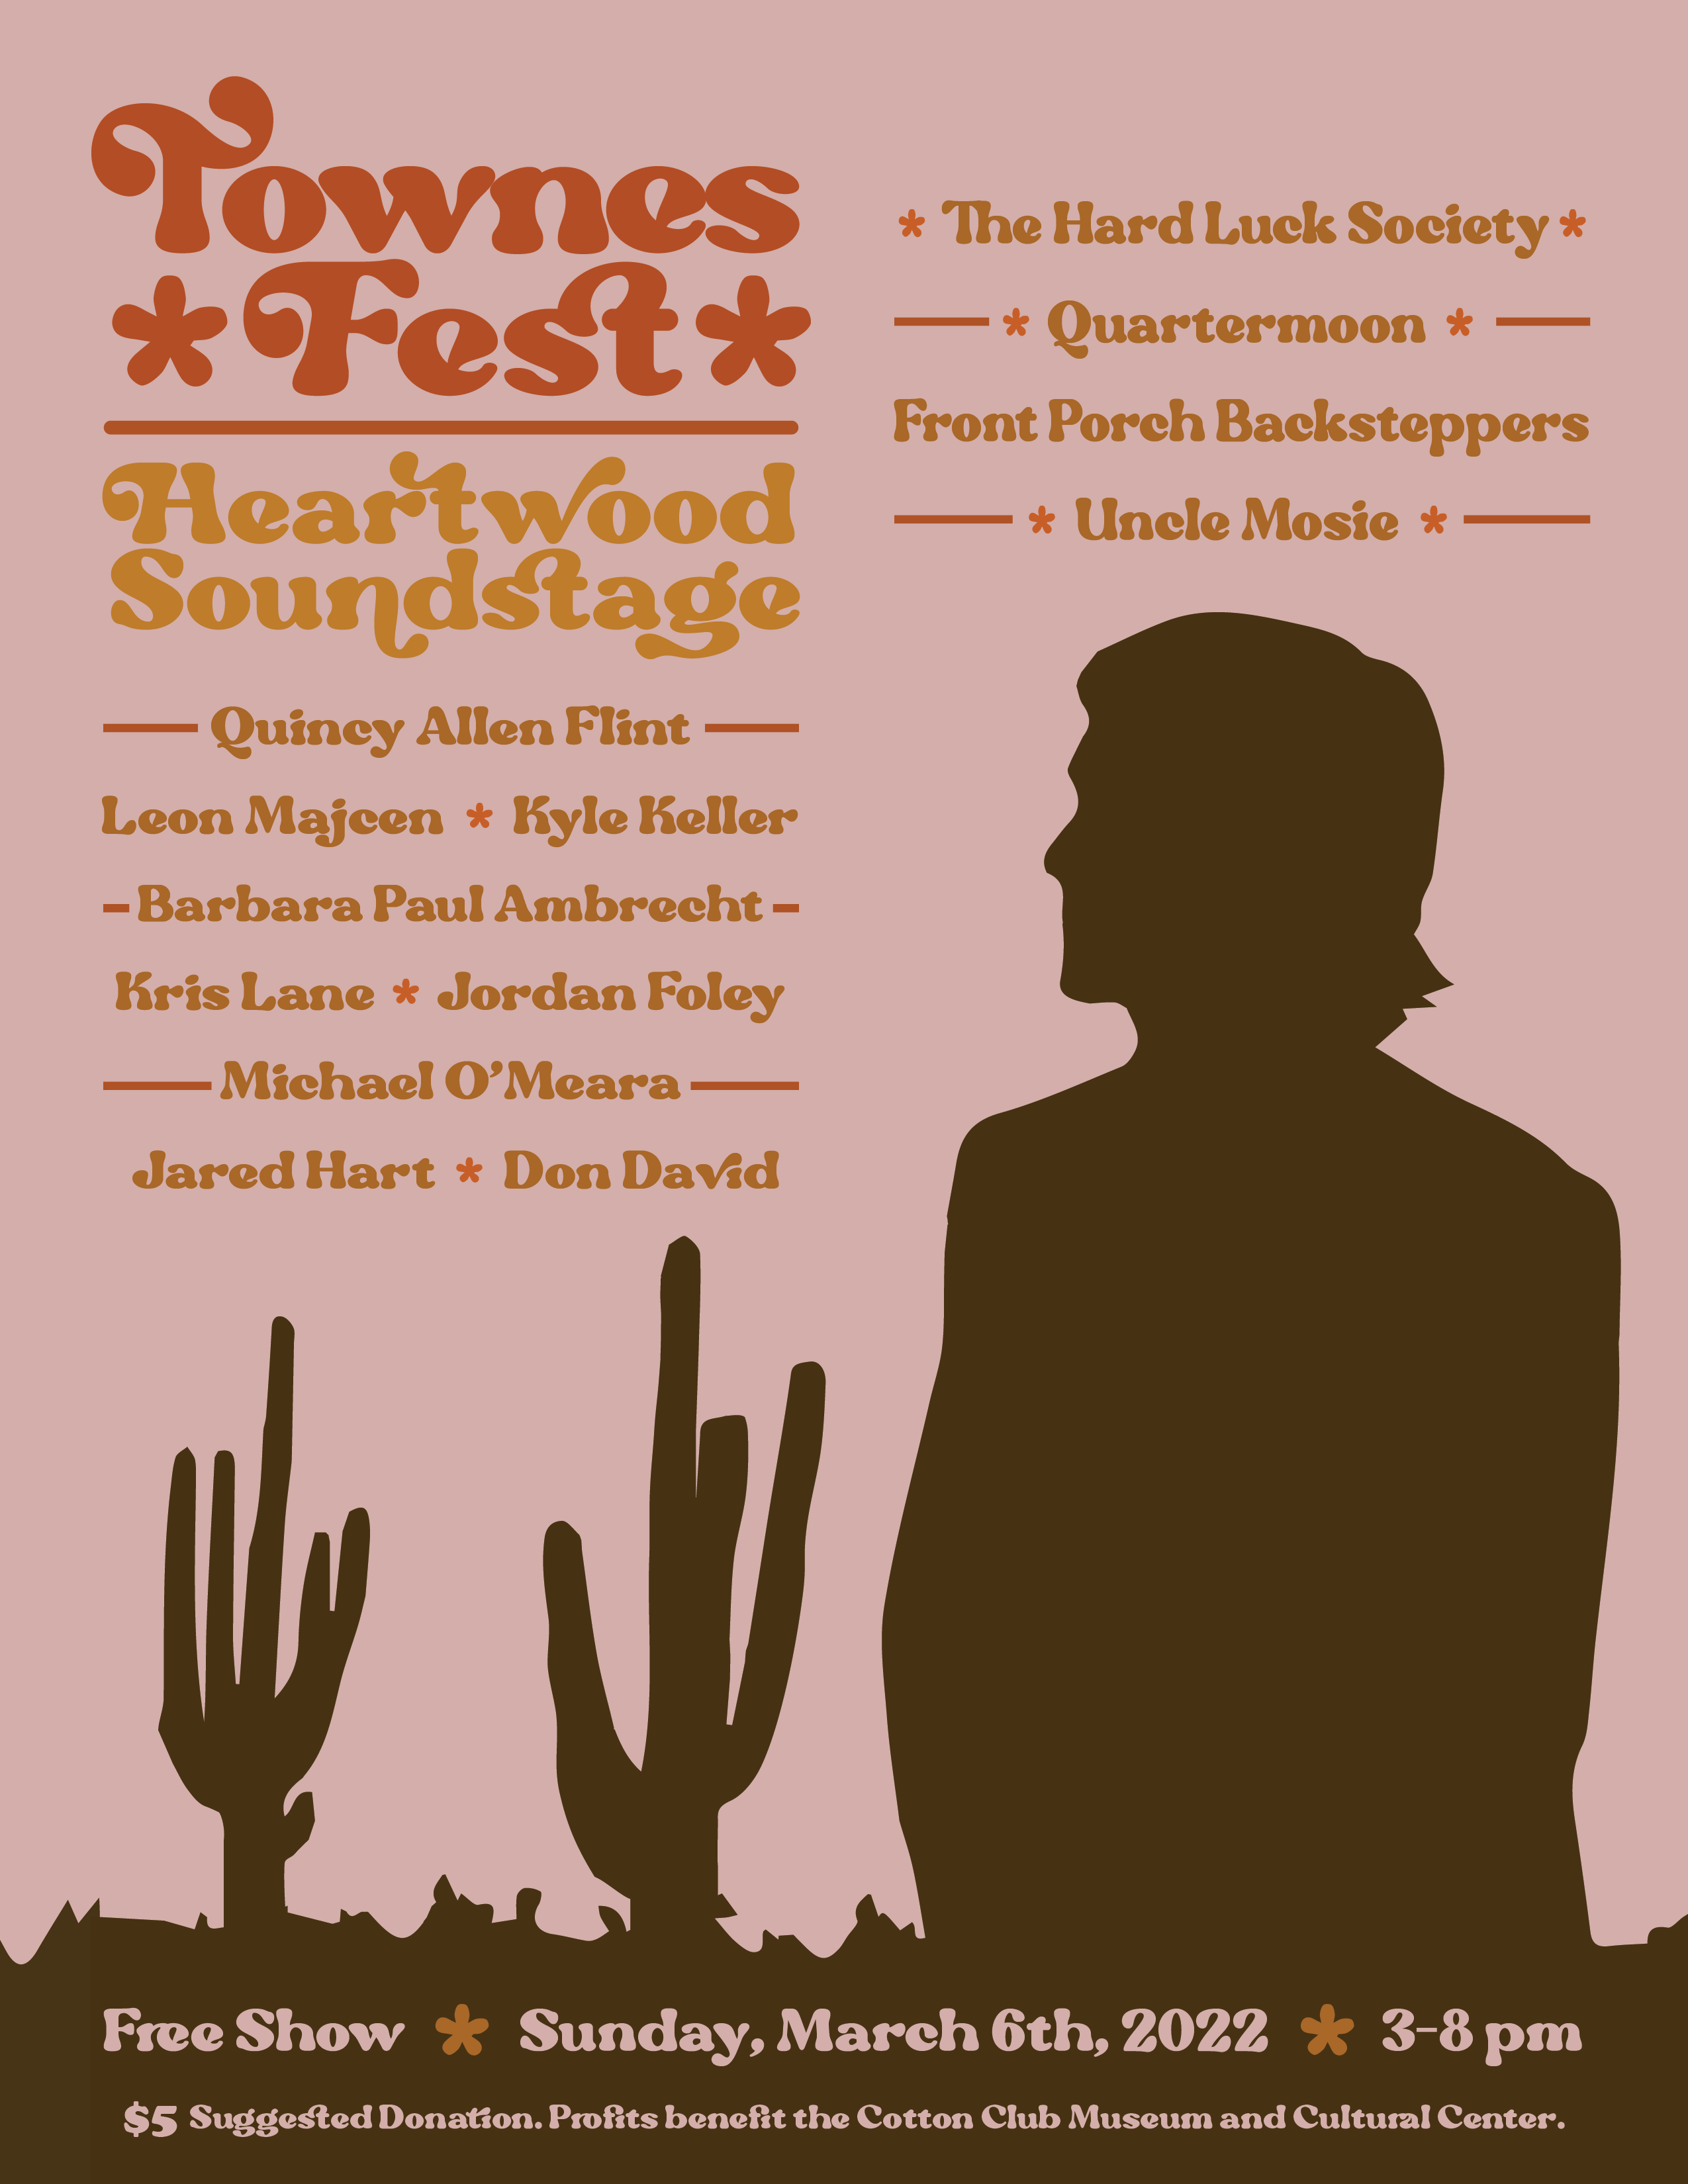 Townes
* Fest *
Heartwood
Soundstage
Quincy Allen Flint
Leon Majcen * Kyle Keller
Barbara Paul Ambrecht
Kris Lane * Jordan Foley
Michael O’Meara
Jared Hart * Don David
* The Hard Luck Society *
* Quartermoon *
Front Porch Backsteppers
* Uncle Mosie *
Free Show * Sunday, March 6th, 2022 * 3-8 pm
$5 Suggested Donation. Profits benefit the Cotton Club Museum and Cultural Center.